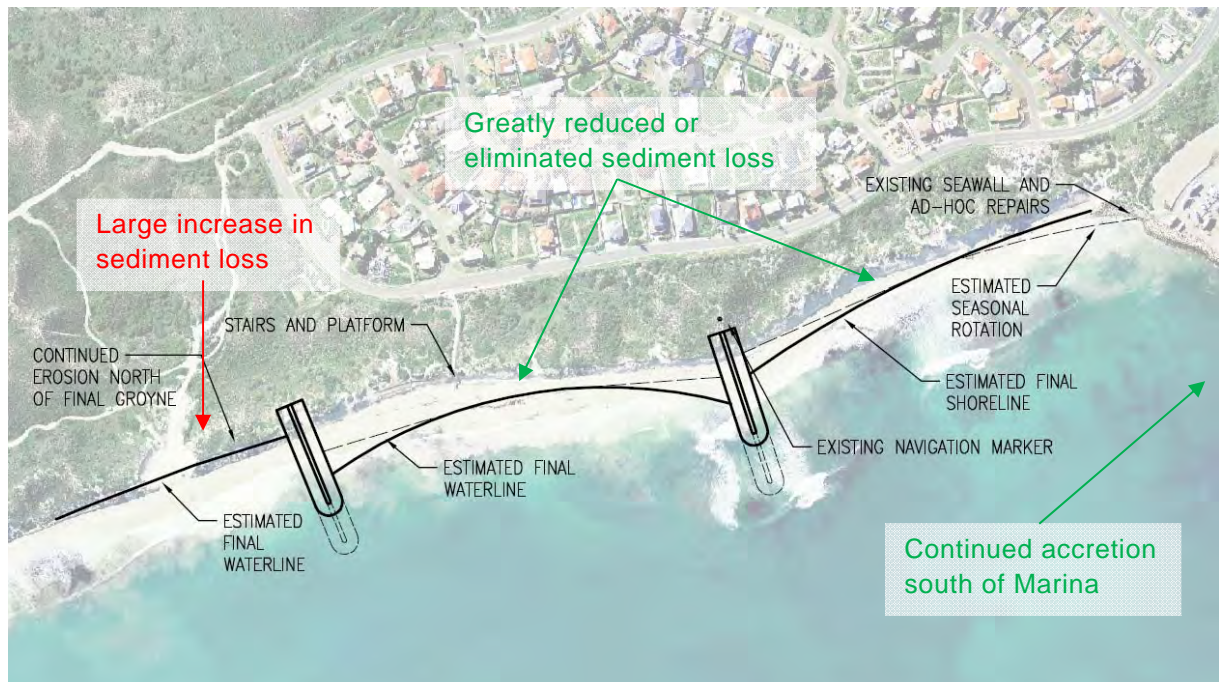 Greatly reduced or
eliminated sediment loss
EXISTING SEAWALL AND
AD-HOC REPAIRS
Large increase in
sediment loss
ESTIMATED
SEASONAL
ROTATION
STAIRS AND PLATFORM
CONTINUED
EROSION NORTH
OF FINAL GROYNE
ESTIMATED FINAL
SHORELINE
EXISTING NAVIGATION MARKER
ESTIMATED FINAL
WATERLINE
ESTIMATED
FINAL
WATERLINE
Continued accretion
south of Marina